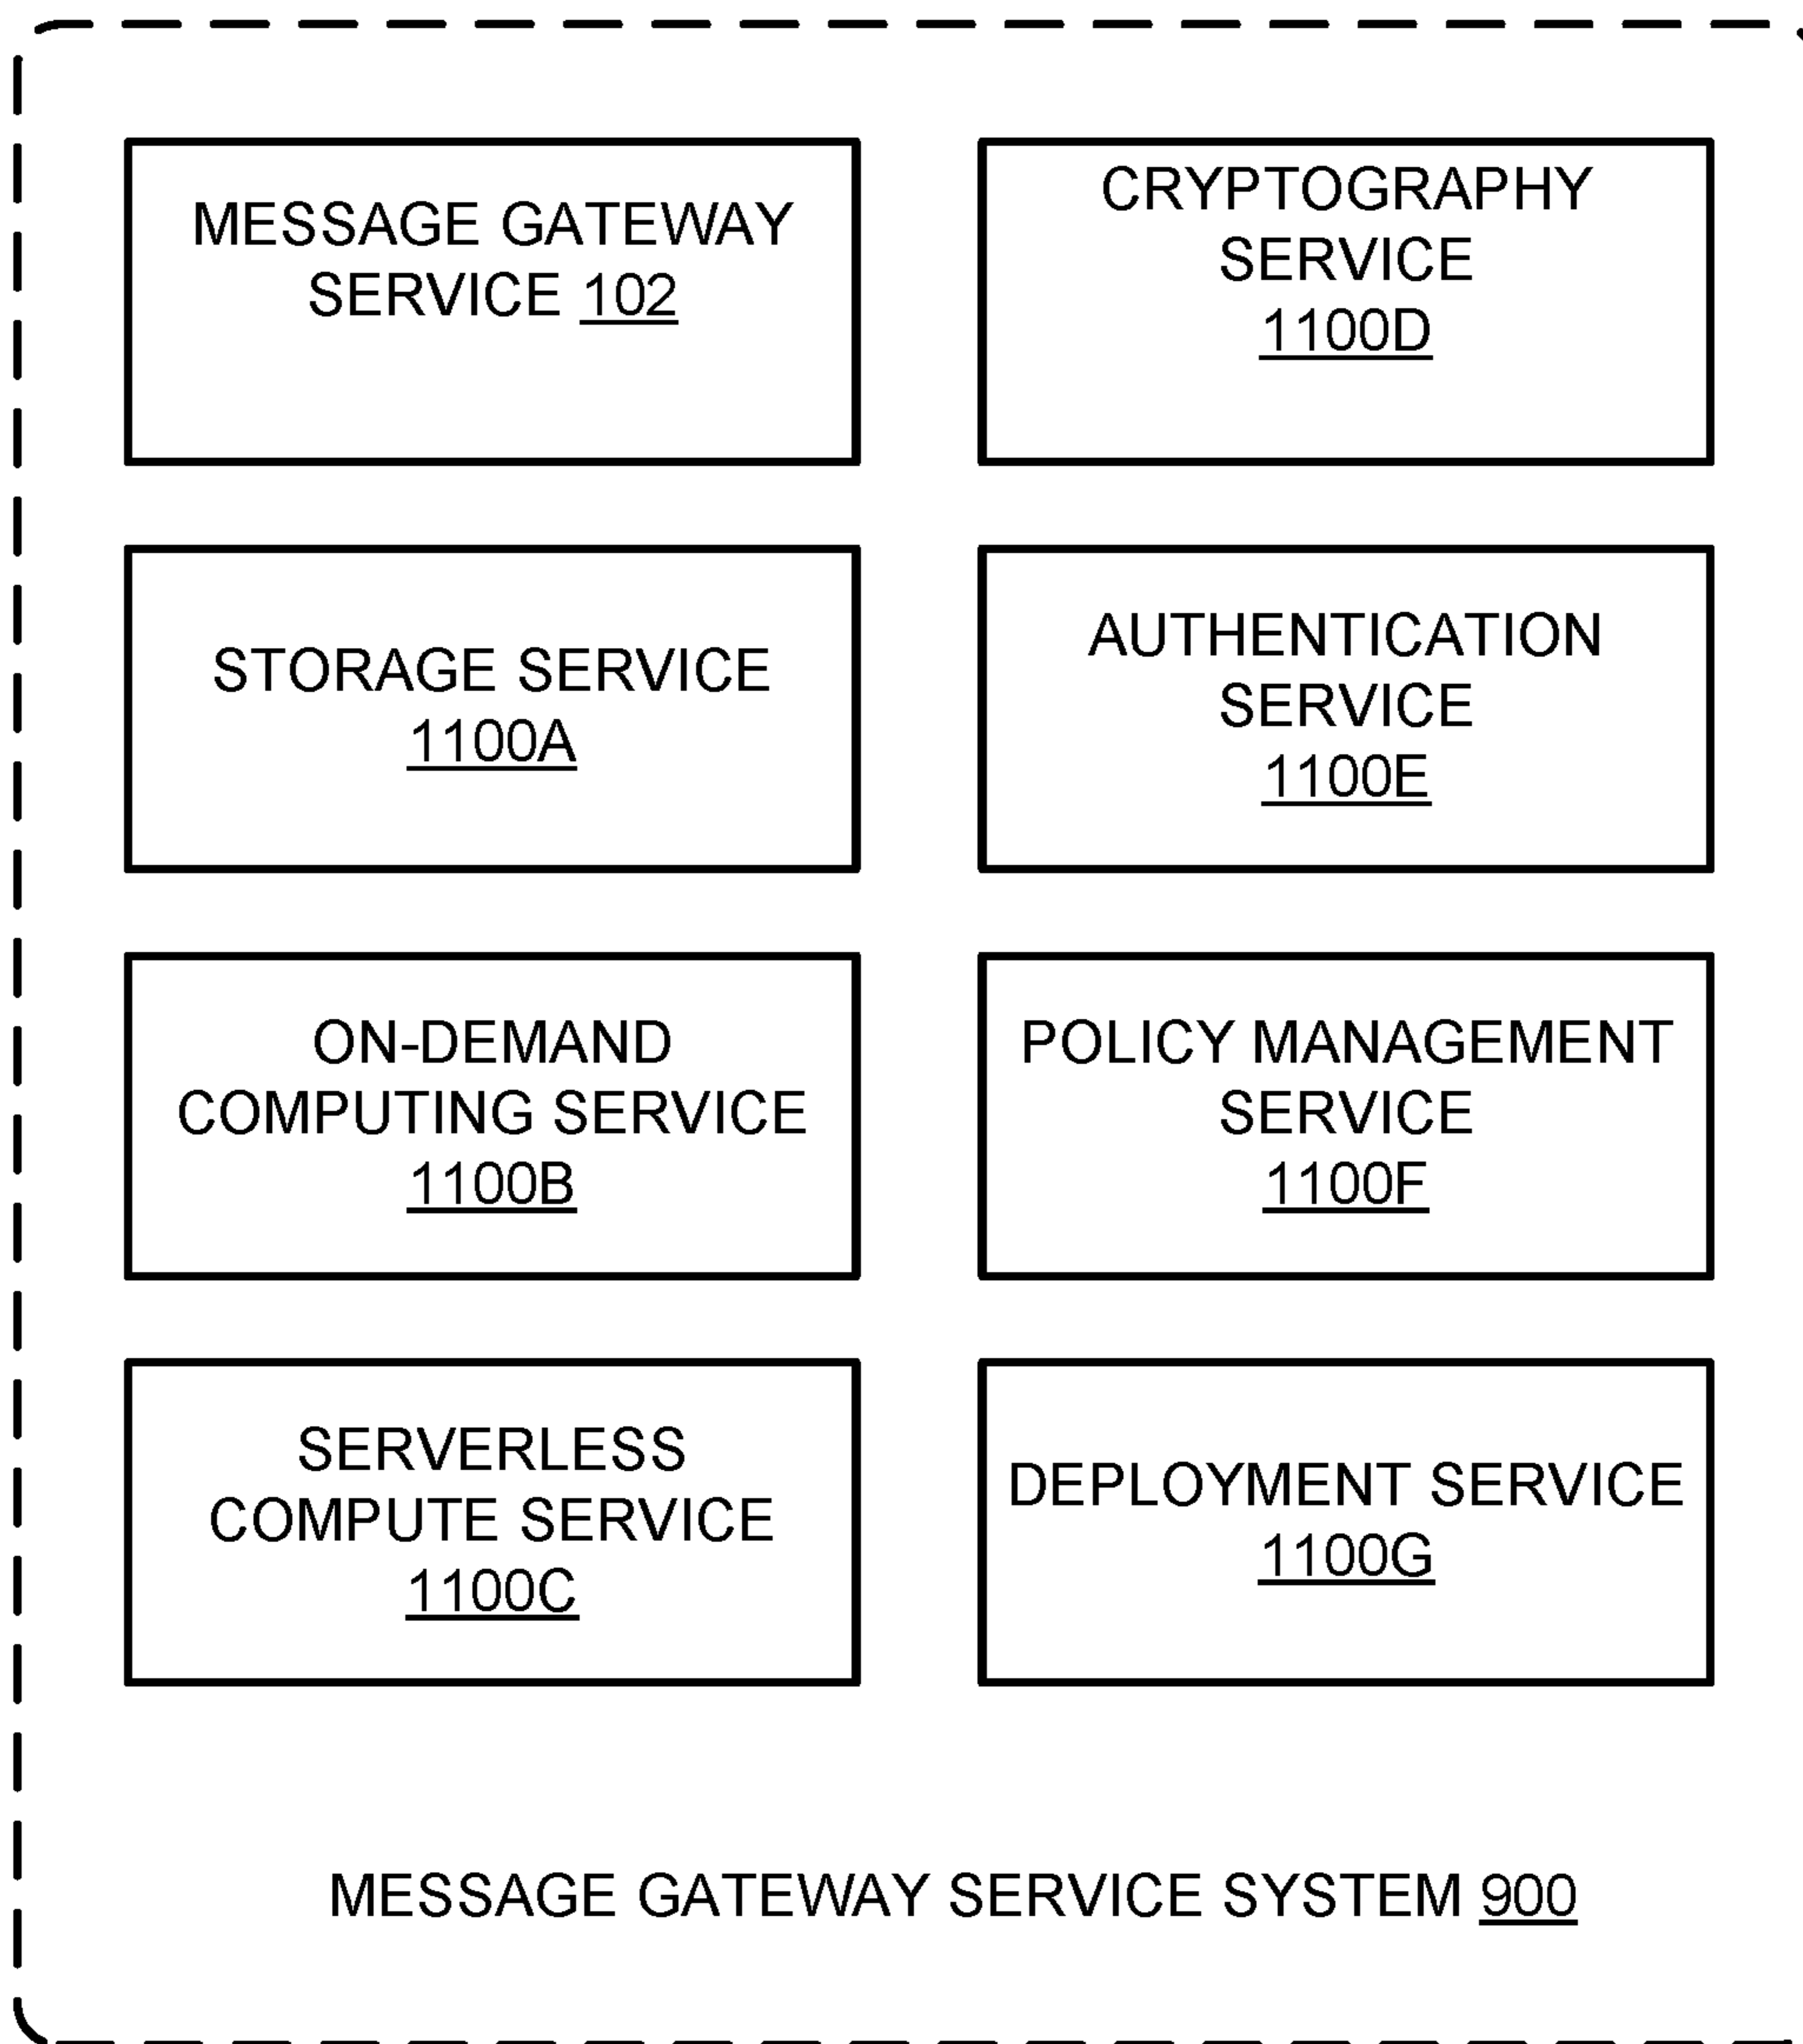 MESSAGE GATEWAY
SERVICE 102
CRYPTOGRAPHY
SERVICE
1100D
STORAGE SERVICE
1100A
AUTHENTICATION
SERVICE
1100E
ON-DEMAND
COMPUTING SERVICE
1100B
POLICY MANAGEMENT
SERVICE
1100F
SERVERLESS
COMPUTE SERVICE
1100C
DEPLOYMENT SERVICE
1100G
MESSAGE GATEWAY SERVICE SYSTEM 900